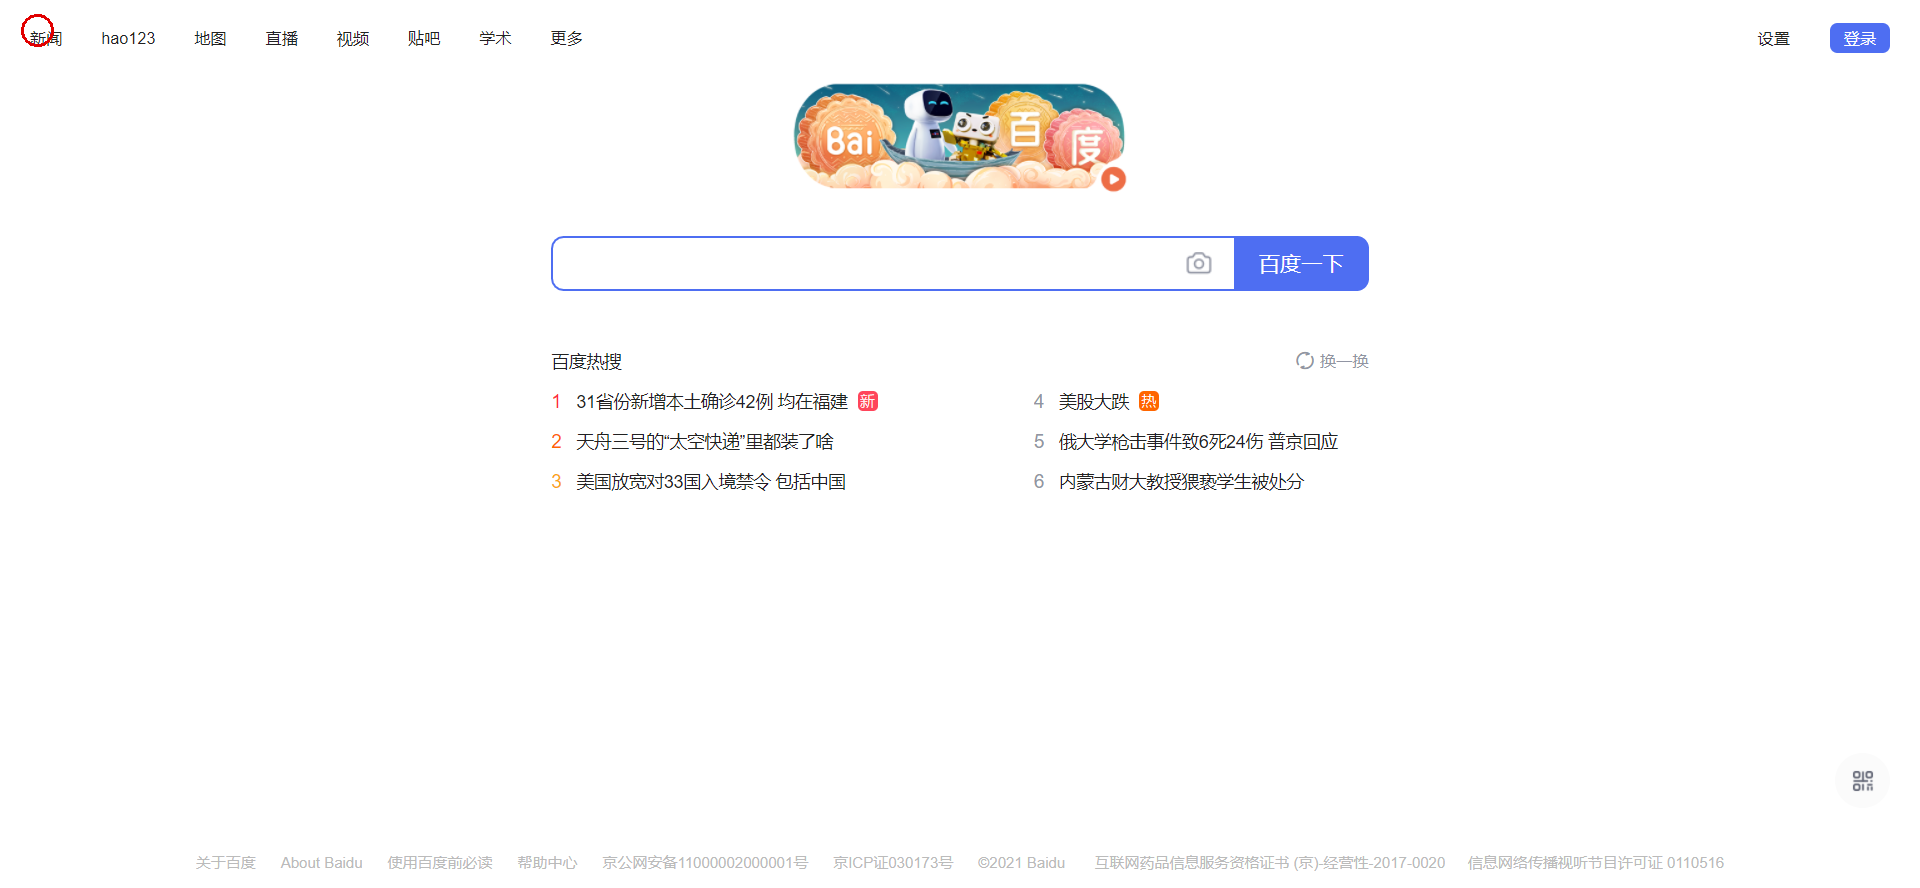 新闻 hao123 地图 直播 视频 贴吧 学术 更多 设置 登录
Bai 百度
百度一下
百度热搜 换一换
1 31省份新增本土确诊42例 均在福建 新
2 天舟三号的“太空快递”里都装了啥
3 美国放宽对33国入境禁令 包括中国
4 美股大跌 热
5 俄大学枪击事件致6死24伤 普京回应
6 内蒙古财大教授猥亵学生被处分
关于百度 About Baidu 使用百度前必读 帮助中心 京公网安备11000002000001号 京ICP证030173号 ©2021 Baidu 互联网药品信息服务资格证书 (京)-经营性-2017-0020 信息网络传播视听节目许可证 0110516